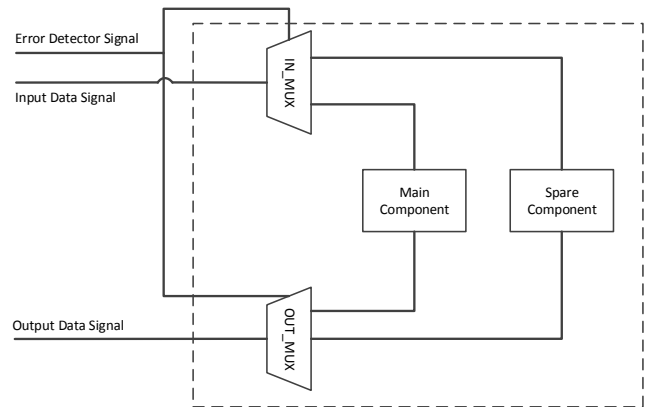 Error Detector Signal
Input Data Signal
IN_MUX
Main
Component
Spare
Component
Output Data Signal
OUT_MUX